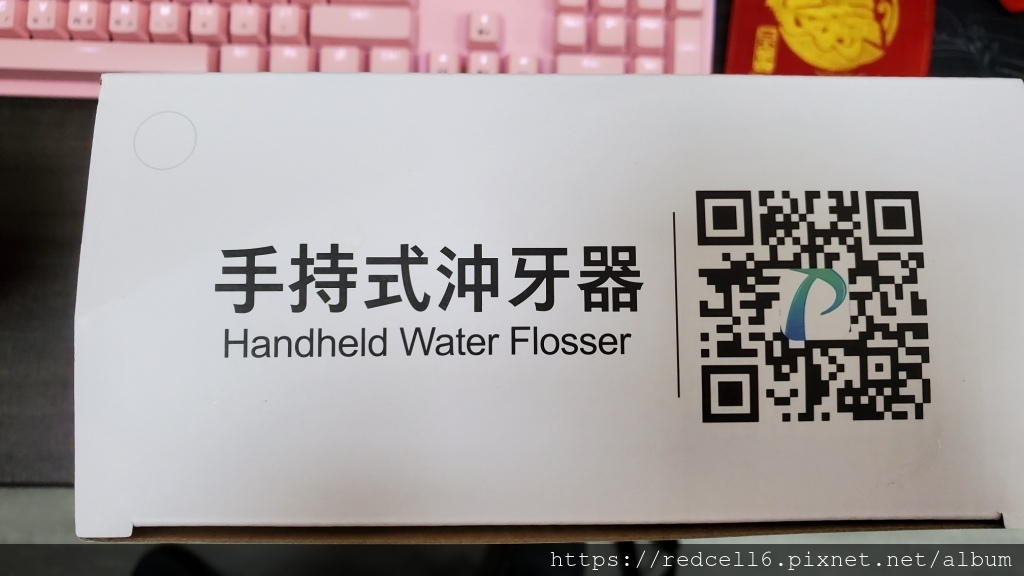 手持式沖牙器
Handheld Water Flosser
https://redcell6.pixnet.net/album